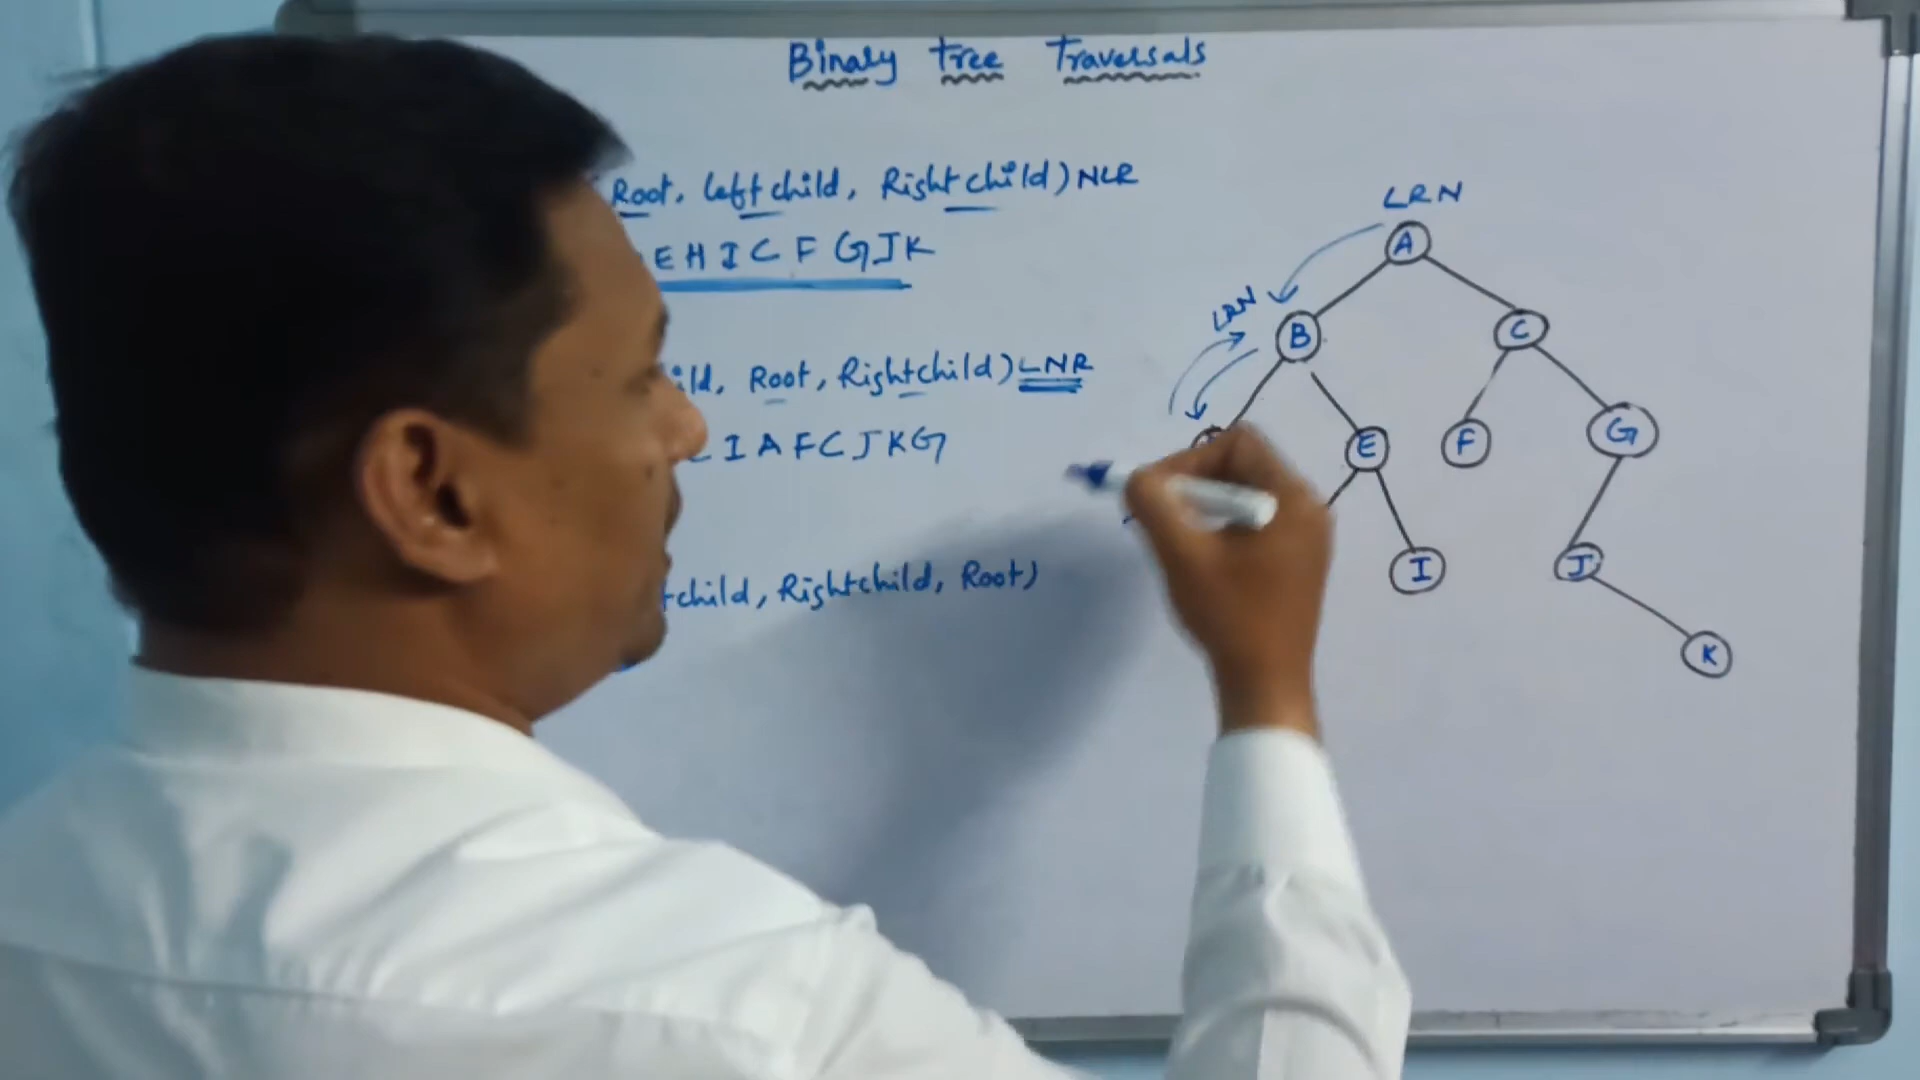 Binary Tree Traversals
Root, left child, Right child) NLR
E H I C F G J K
ild, Root, Rightchild) LNR
E I A F C J K G
tchild, Rightchild, Root)
LRN
A
LRN
B
C
E
F
G
I
J
K